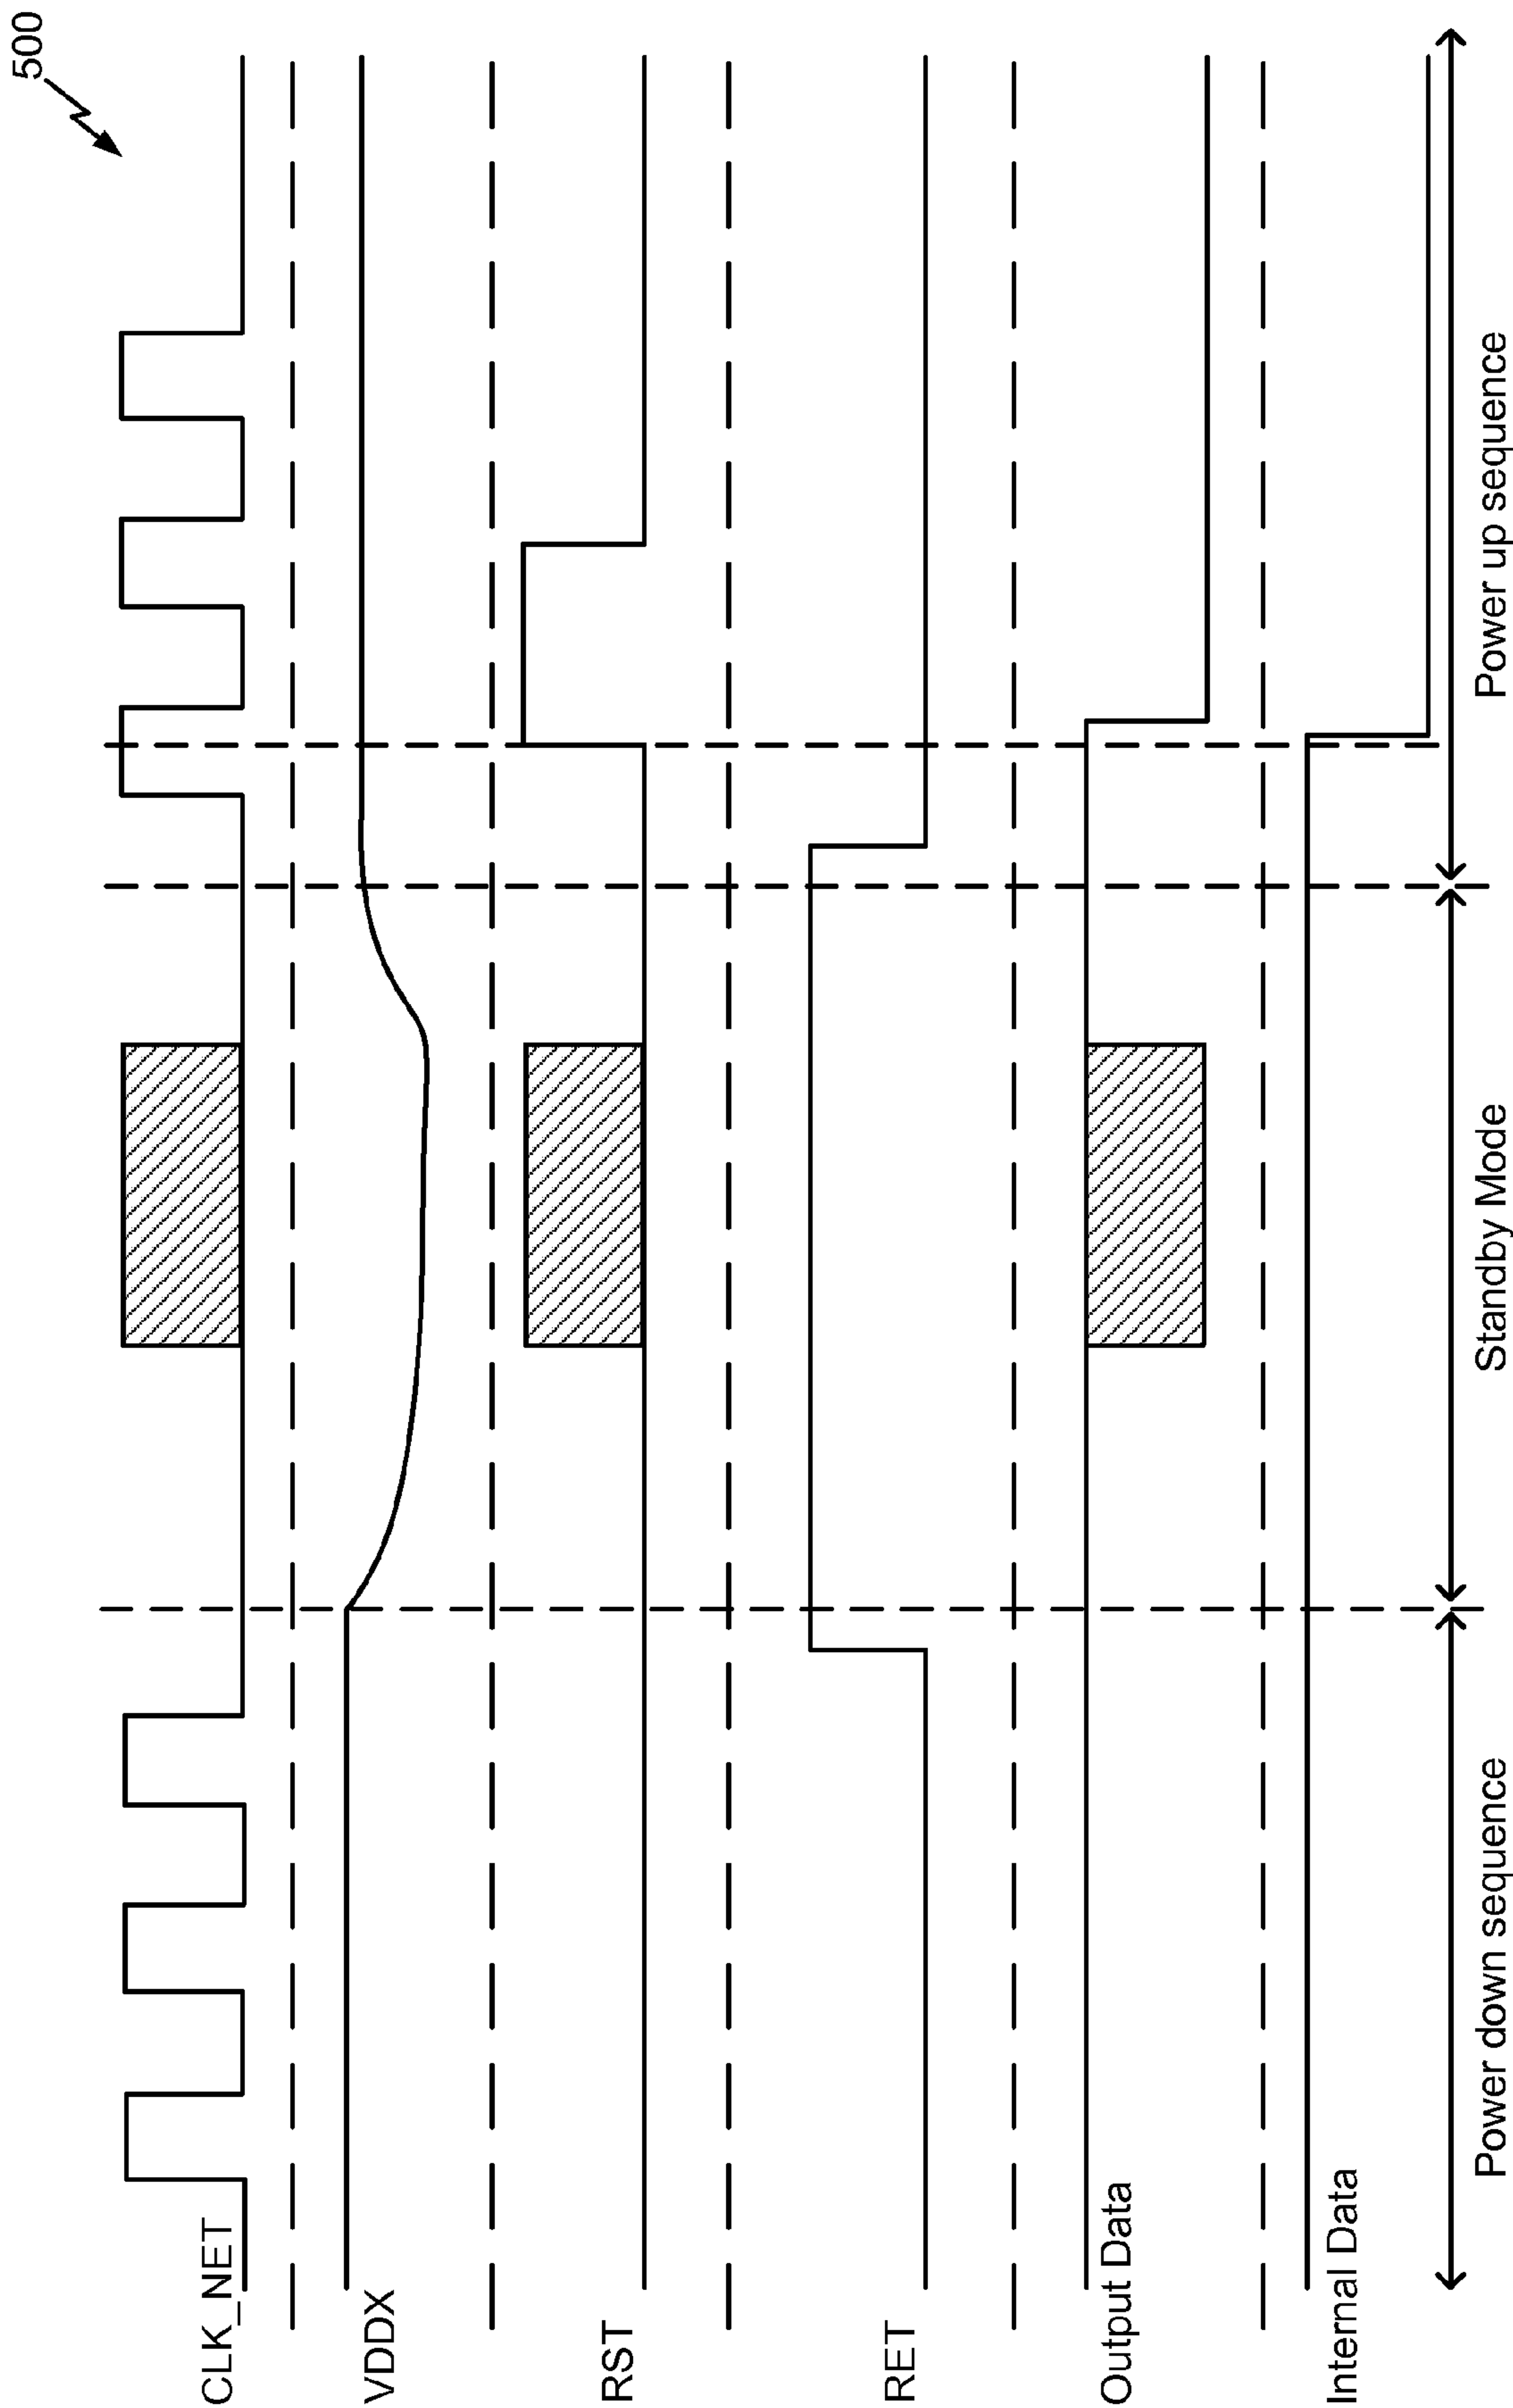 500
CLK_NET
VDDX
RST
RET
Output Data
Internal Data
Power down sequence
Standby Mode
Power up sequence